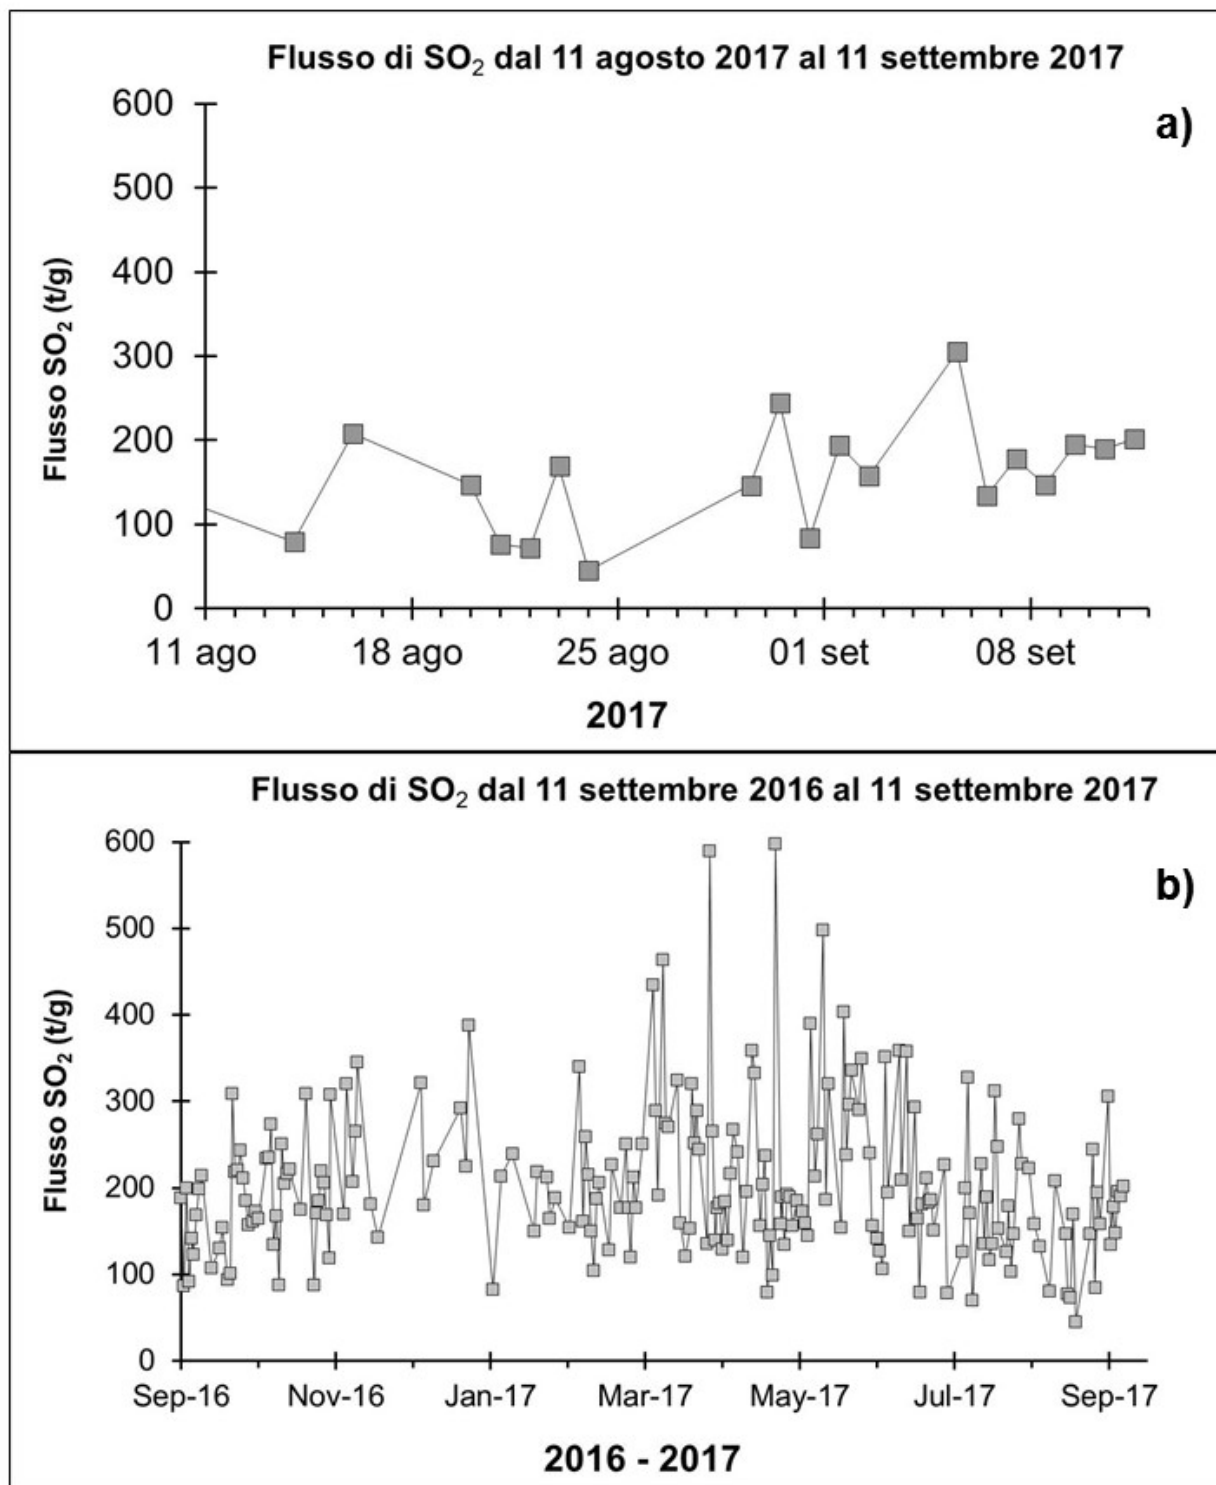 Flusso di SO₂ dal 11 agosto 2017 al 11 settembre 2017
a)
600
500
400
300
200
100
0
Flusso SO₂ (t/g)
11 ago 18 ago 25 ago 01 set 08 set
2017
Flusso di SO₂ dal 11 settembre 2016 al 11 settembre 2017
b)
600
500
400
300
200
100
0
Flusso SO₂ (t/g)
Sep-16 Nov-16 Jan-17 Mar-17 May-17 Jul-17 Sep-17
2016 - 2017